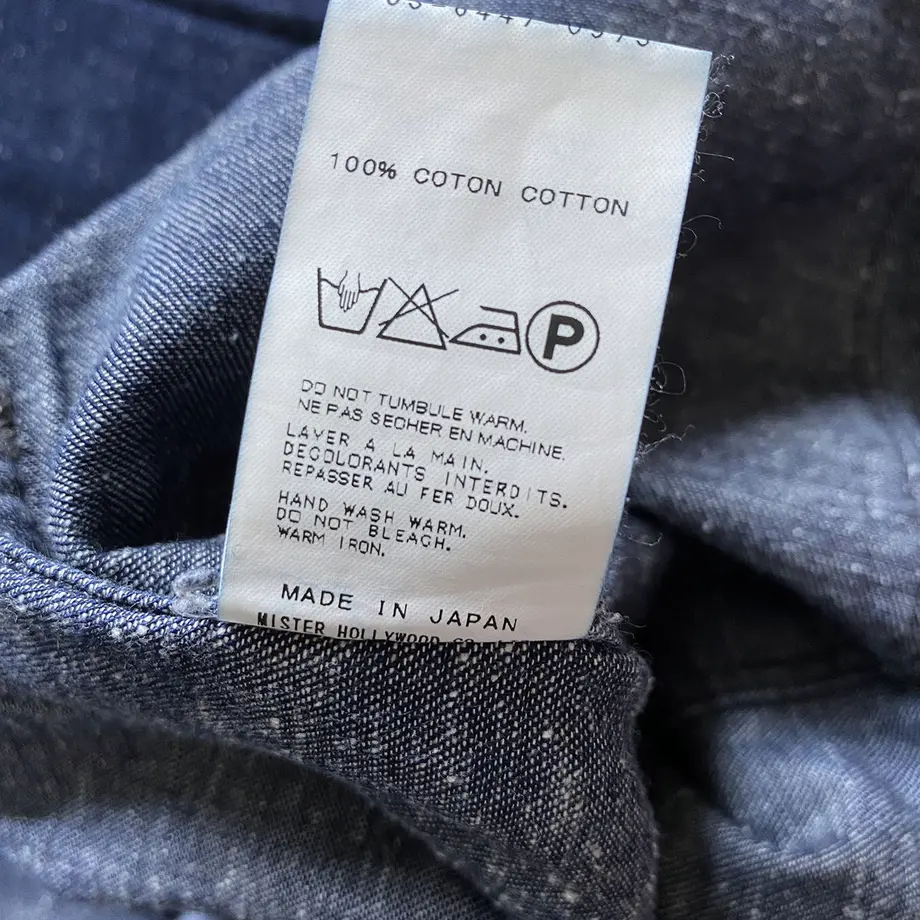 100% COTON COTTON
P
DO NOT TUMBULE WARM.
NE PAS SECHER EN MACHINE.
LAVER A LA MAIN.
DECOLORANTS INTERDITS.
REPASSER AU FER DOUX.
HAND WASH WARM.
DO NOT BLEACH.
WARM IRON.
MADE IN JAPAN
MISTER HOLLYWOOD